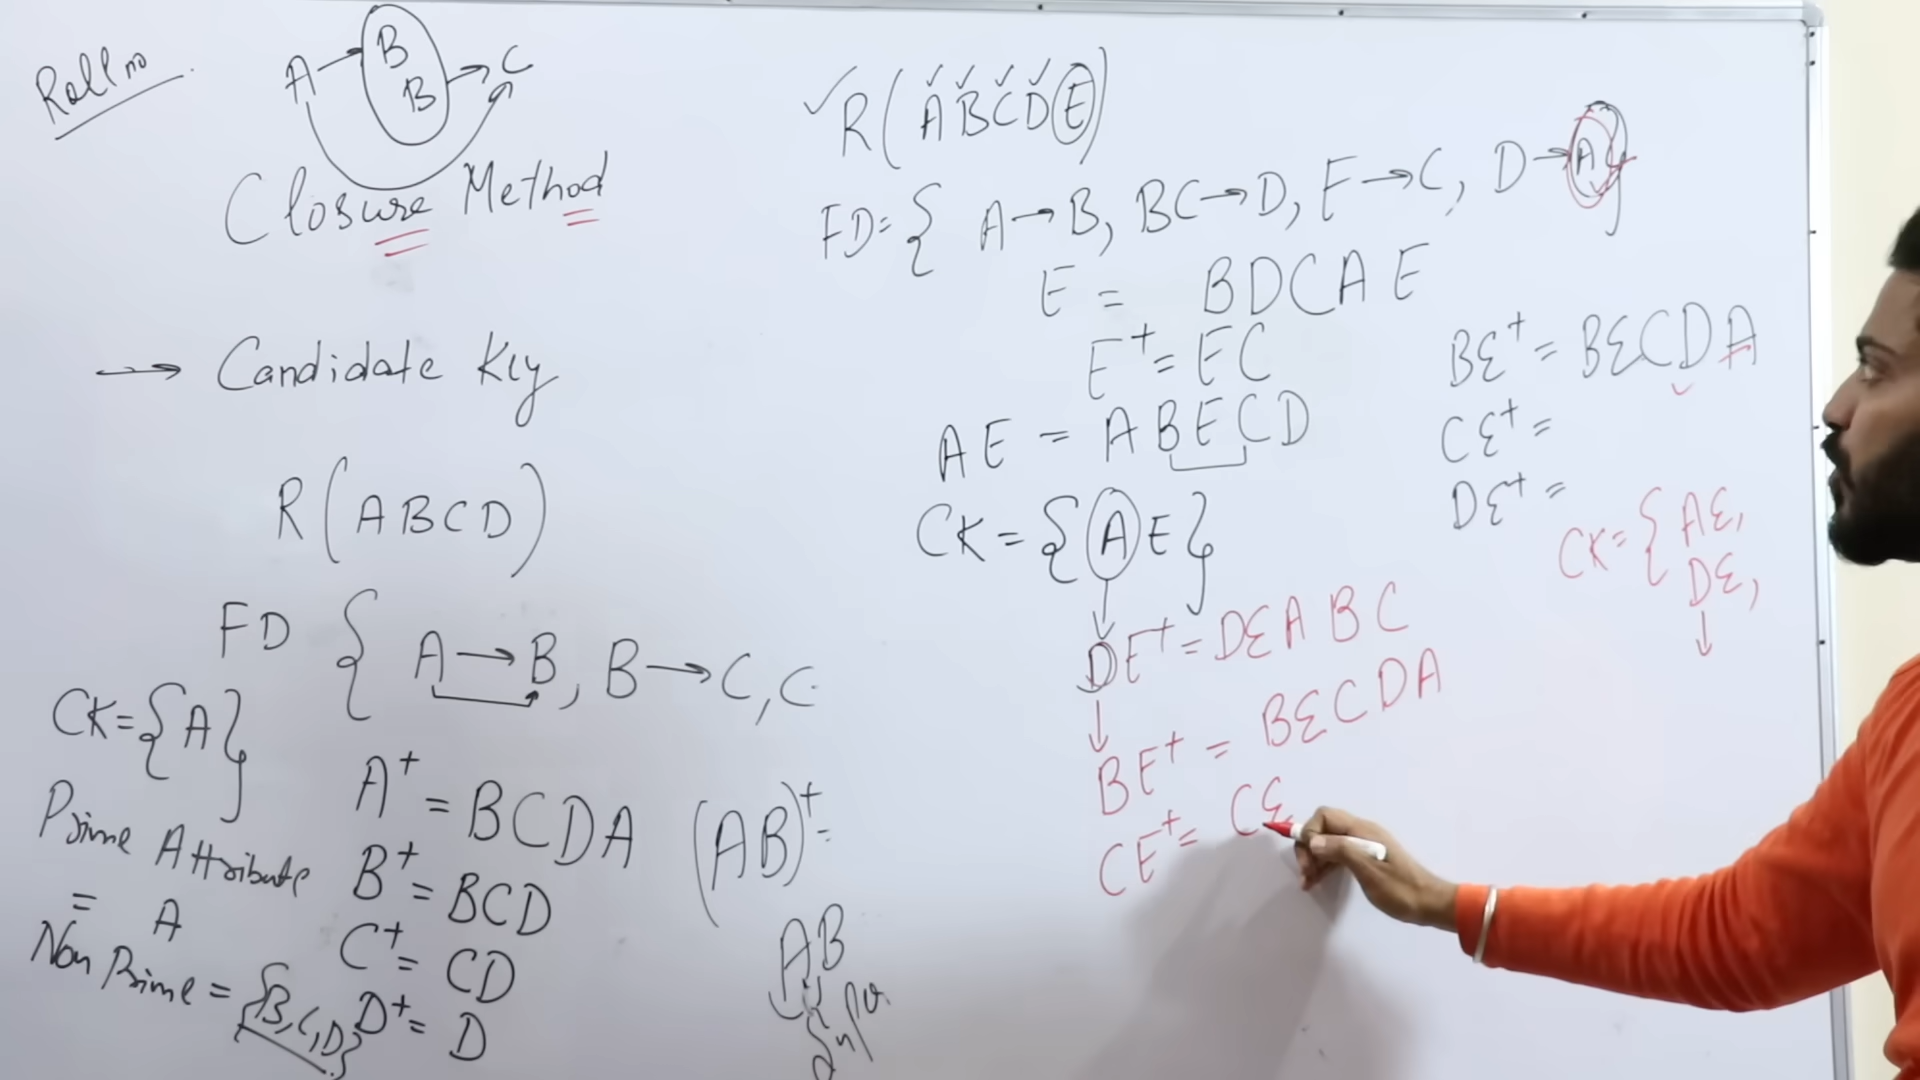 Roll no
A → B
B → C
Closure Method
→ Candidate Key
R(ABCD)
FD { A → B, B → C, C
CK={A}
A⁺ = BCDA
(AB)⁺=
Prime Attribute
= A
B⁺= BCD
AB
C⁺= CD
Non Prime = {B,C,D}
D⁺= D
✓R(ABCDE)
FD={ A→B, BC→D, E→C, D→A}
E = BDCAE
E⁺= EC
AE = ABECD
CK={AE}
DE⁺=DEABC
BE⁺ = BECDA
CE⁺= CE
BE⁺= BECDA
CE⁺=
DE⁺=
CK={AE,
DE,
↓